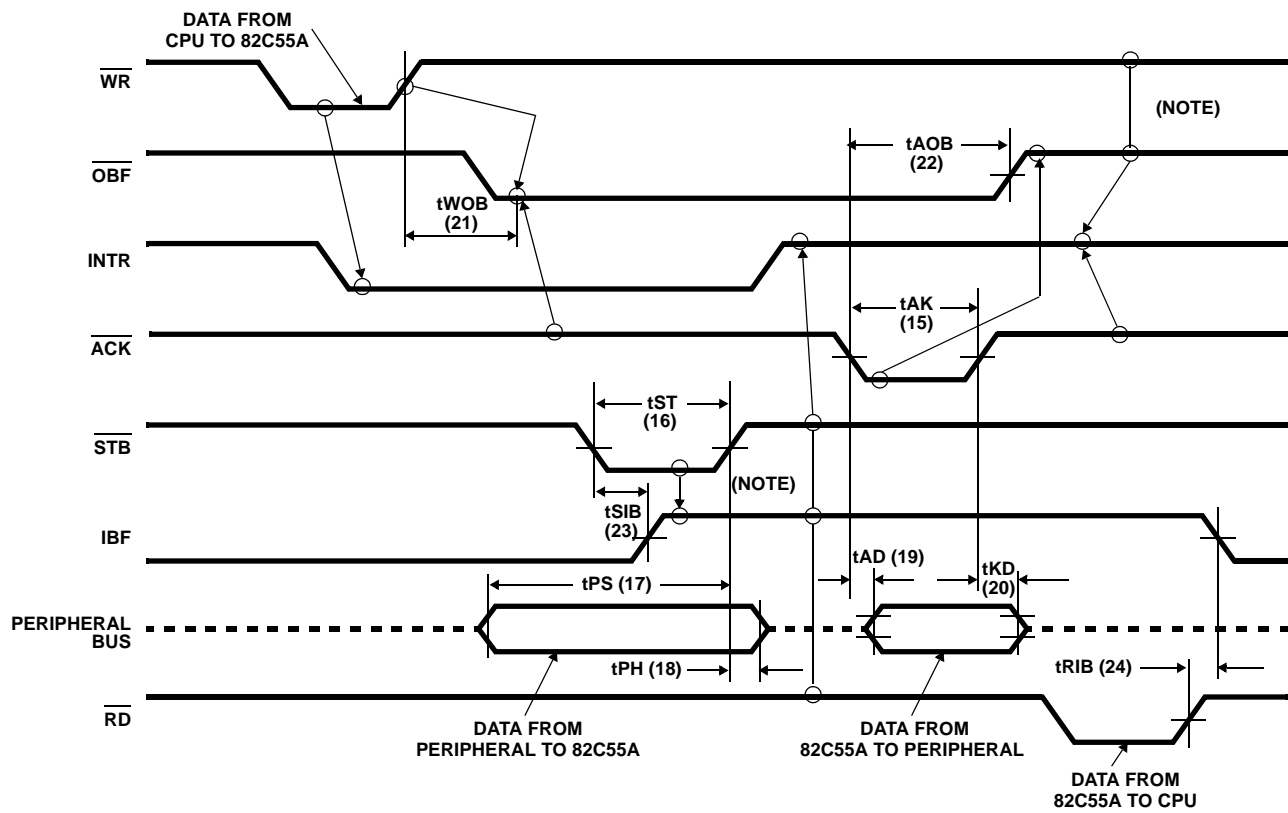 DATA FROM
CPU TO 82C55A
WR
(NOTE)
tAOB
(22)
OBF
tWOB
(21)
INTR
tAK
(15)
ACK
tST
(16)
STB
(NOTE)
tSIB
(23)
IBF
tAD (19)
tKD
(20)
tPS (17)
PERIPHERAL
BUS
tPH (18)
tRIB (24)
RD
DATA FROM
PERIPHERAL TO 82C55A
DATA FROM
82C55A TO PERIPHERAL
DATA FROM
82C55A TO CPU